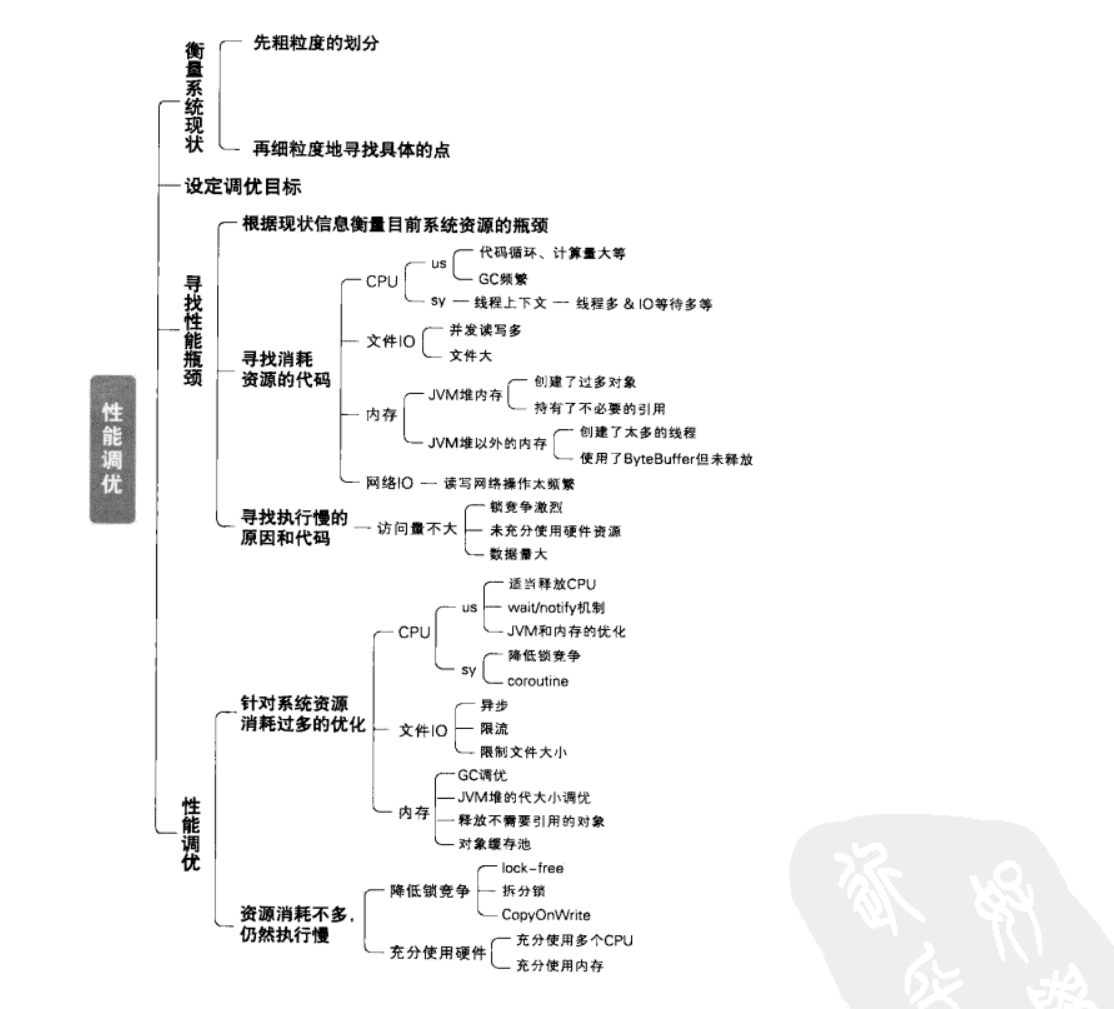 性能调优
衡量系统现状
先粗粒度的划分
再细粒度地寻找具体的点
设定调优目标
寻找性能瓶颈
根据现状信息衡量目前系统资源的瓶颈
寻找消耗
资源的代码
CPU
us
代码循环、计算量大等
GC频繁
sy
线程上下文
线程多 & IO等待多等
文件IO
并发读写多
文件大
内存
JVM堆内存
创建了过多对象
持有了不必要的引用
JVM堆以外的内存
创建了太多的线程
使用了ByteBuffer但未释放
网络IO
读写网络操作太频繁
寻找执行慢的
原因和代码
访问量不大
锁竞争激烈
未充分使用硬件资源
数据量大
性能调优
针对系统资源
消耗过多的优化
CPU
us
适当释放CPU
wait/notify机制
JVM和内存的优化
sy
降低锁竞争
coroutine
文件IO
异步
限流
限制文件大小
内存
GC调优
JVM堆的代大小调优
释放不需要引用的对象
对象缓存池
资源消耗不多,
仍然执行慢
降低锁竞争
lock-free
拆分锁
CopyOnWrite
充分使用硬件
充分使用多个CPU
充分使用内存